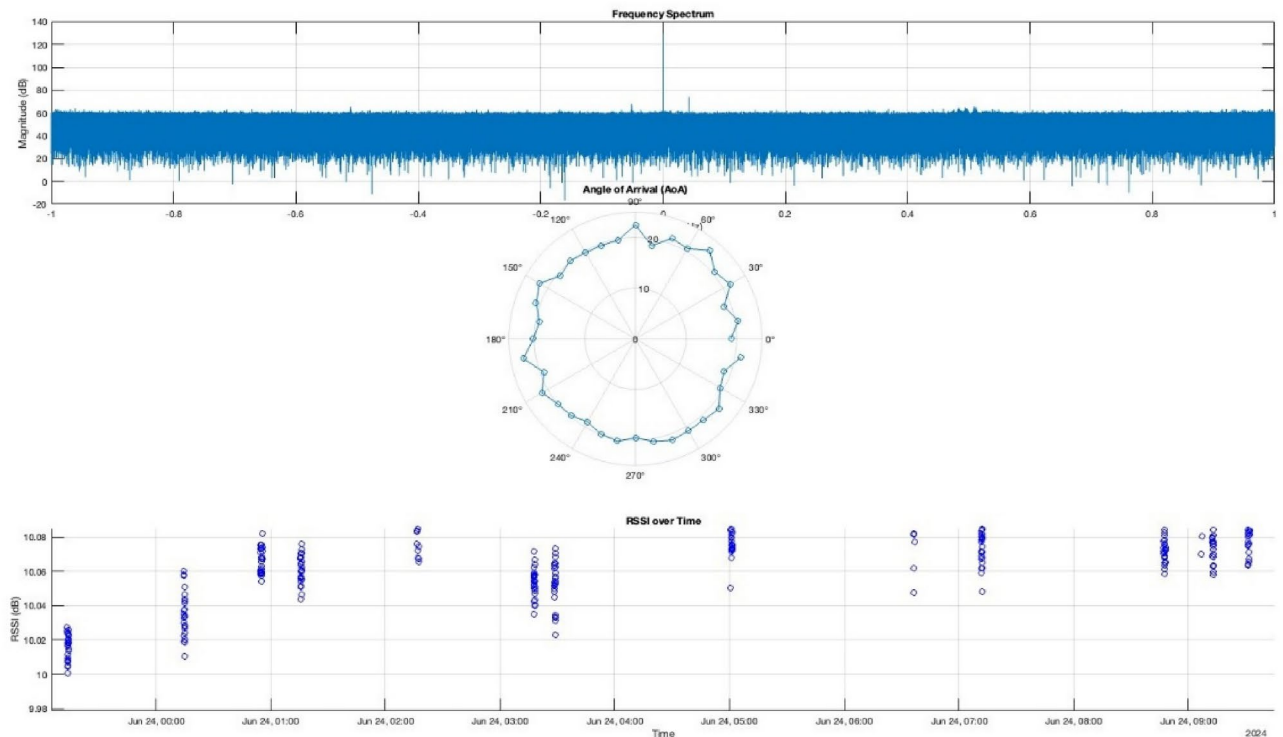 Frequency Spectrum
Magnitude (dB)
140
120
100
80
60
40
20
0
-20
-1
-0.8
-0.6
-0.4
-0.2
0
0.2
0.4
0.6
0.8
1
Angle of Arrival (AoA)
90°
120°
60°
150°
30°
180°
0°
210°
330°
240°
300°
270°
20
10
0
RSSI over Time
RSSI (dB)
10.08
10.06
10.04
10.02
10
9.98
Jun 24, 00:00
Jun 24, 01:00
Jun 24, 02:00
Jun 24, 03:00
Jun 24, 04:00
Jun 24, 05:00
Jun 24, 06:00
Jun 24, 07:00
Jun 24, 08:00
Jun 24, 09:00
Time
2024